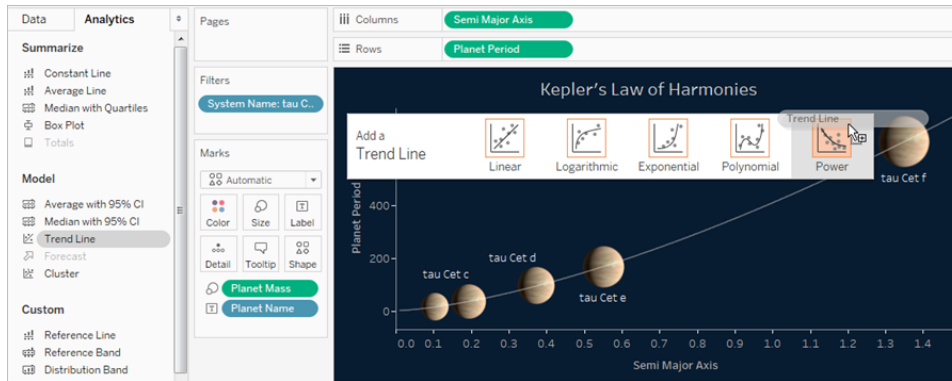 Data
Analytics
Summarize
Constant Line
Average Line
Median with Quartiles
Box Plot
Totals
Model
Average with 95% CI
Median with 95% CI
Trend Line
Forecast
Cluster
Custom
Reference Line
Reference Band
Distribution Band
Pages
Filters
System Name: tau C..
Marks
Automatic
Color Size Label
Detail Tooltip Shape
Planet Mass
Planet Name
Columns Semi Major Axis
Rows Planet Period
Kepler's Law of Harmonies
Add a
Trend Line
Linear Logarithmic Exponential Polynomial Power
Trend Line
Planet Period
400
200
0
tau Cet c
tau Cet d
tau Cet e
tau Cet f
0.0 0.1 0.2 0.3 0.4 0.5 0.6 0.7 0.8 0.9 1.0 1.1 1.2 1.3 1.4
Semi Major Axis